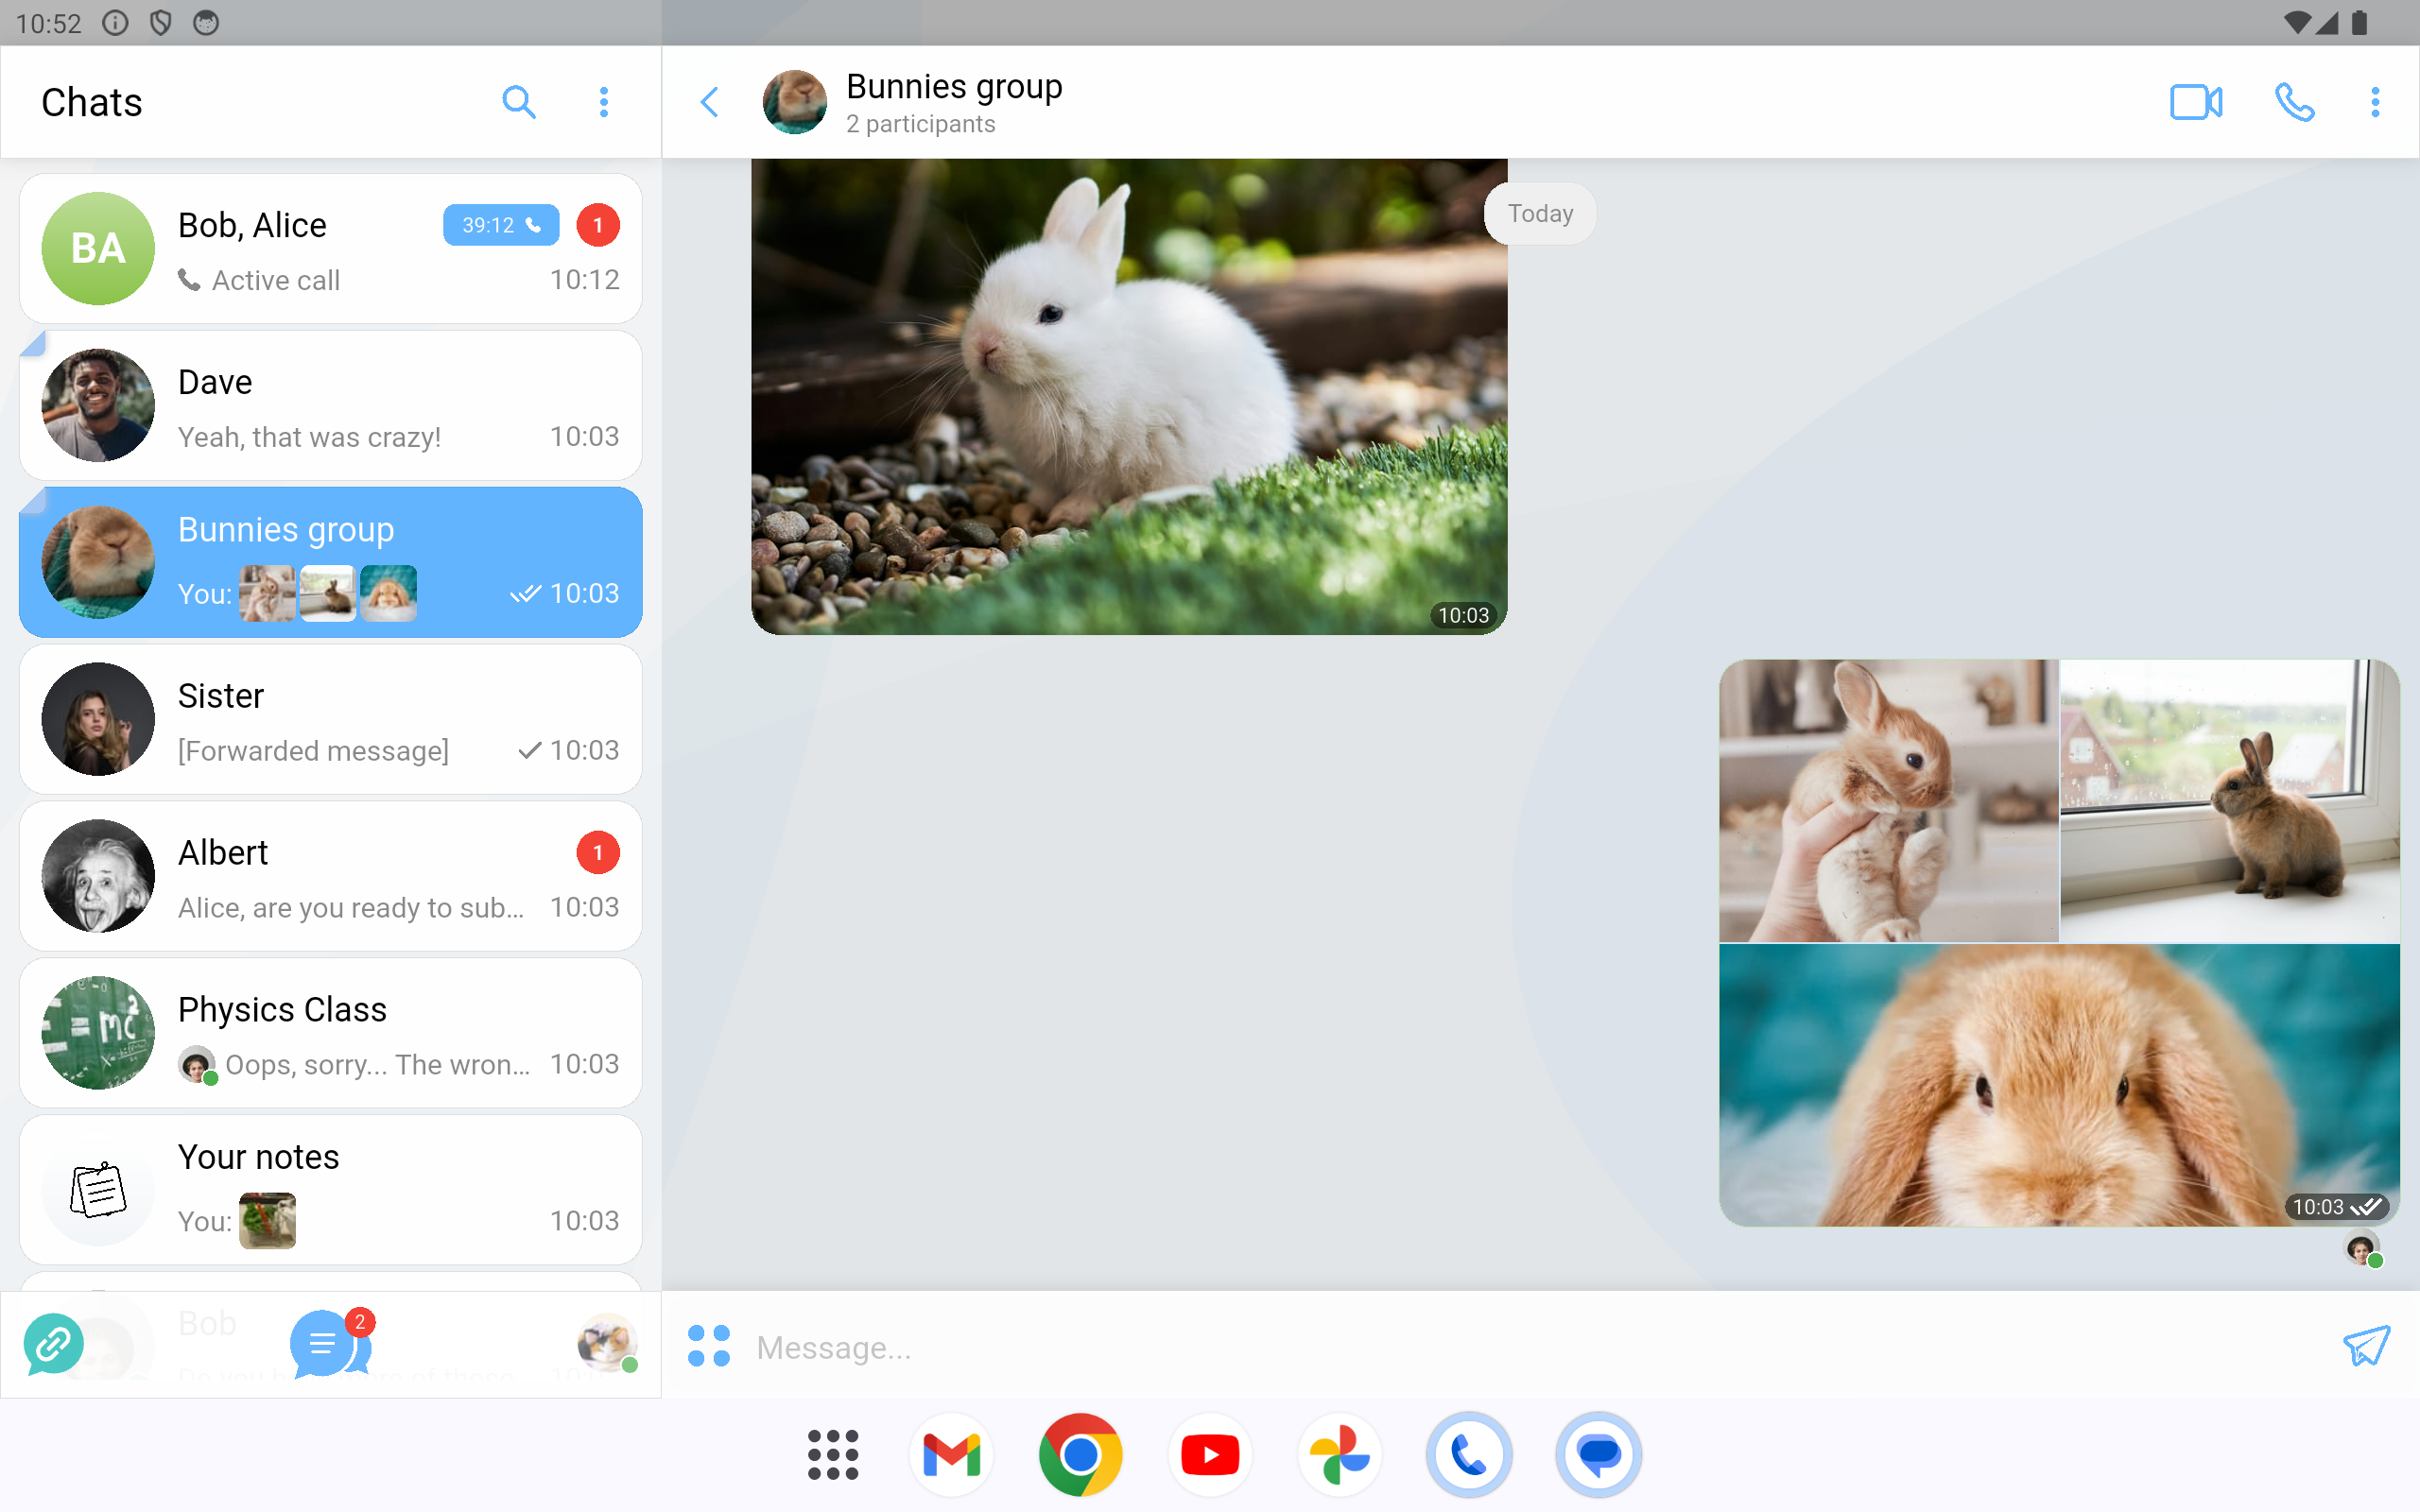 10:52
Chats
Bunnies group
2 participants
BA
Bob, Alice
39:12
1
Active call
10:12
Today
Dave
Yeah, that was crazy!
10:03
Bunnies group
You:
10:03
10:03
Sister
[Forwarded message]
10:03
Albert
1
Alice, are you ready to sub...
10:03
Physics Class
Oops, sorry... The wron...
10:03
Your notes
You:
10:03
10:03
Bob
2
Message...